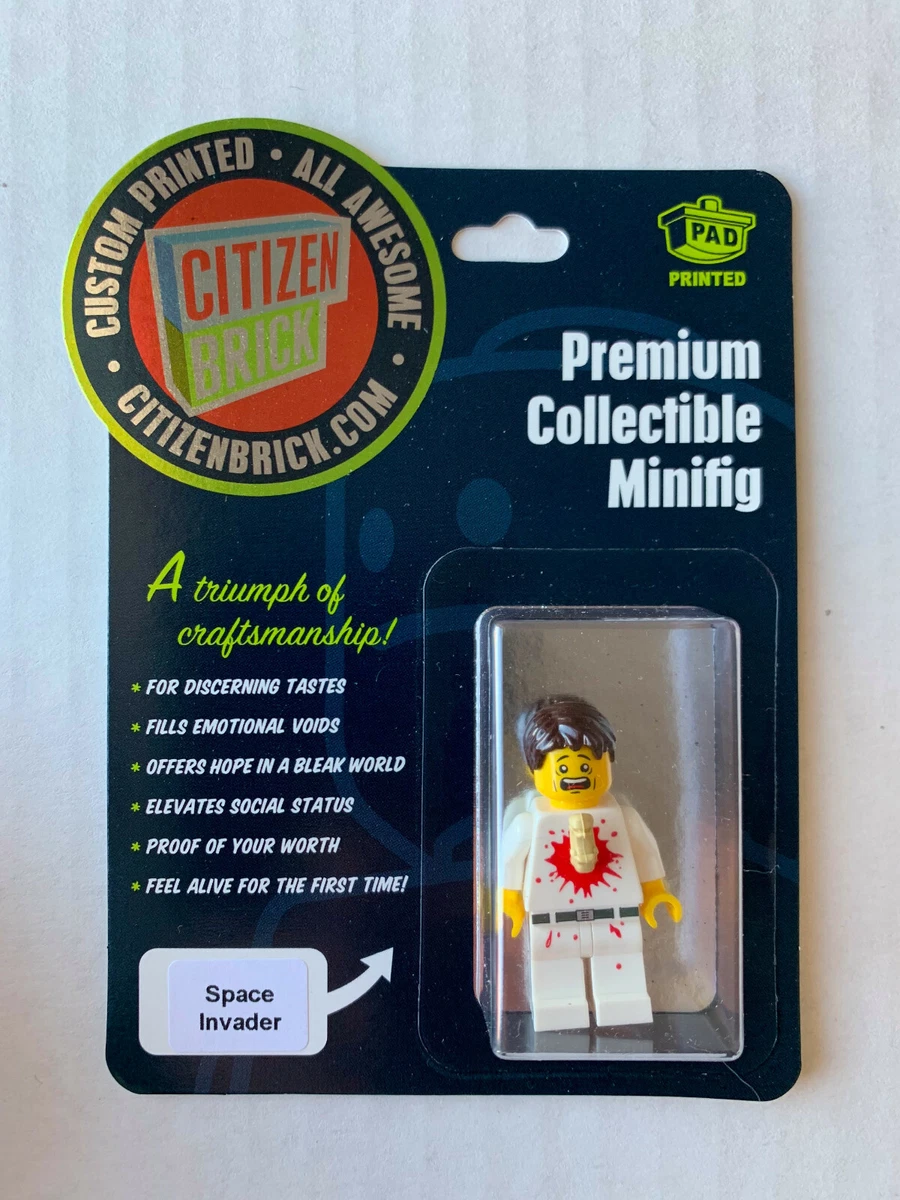 CUSTOM PRINTED • ALL AWESOME •
CITIZENBRICK.COM •
CITIZEN
BRICK
PAD
PRINTED
Premium
Collectible
Minifig
A triumph of
craftsmanship!
* FOR DISCERNING TASTES
* FILLS EMOTIONAL VOIDS
* OFFERS HOPE IN A BLEAK WORLD
* ELEVATES SOCIAL STATUS
* PROOF OF YOUR WORTH
* FEEL ALIVE FOR THE FIRST TIME!
Space
Invader